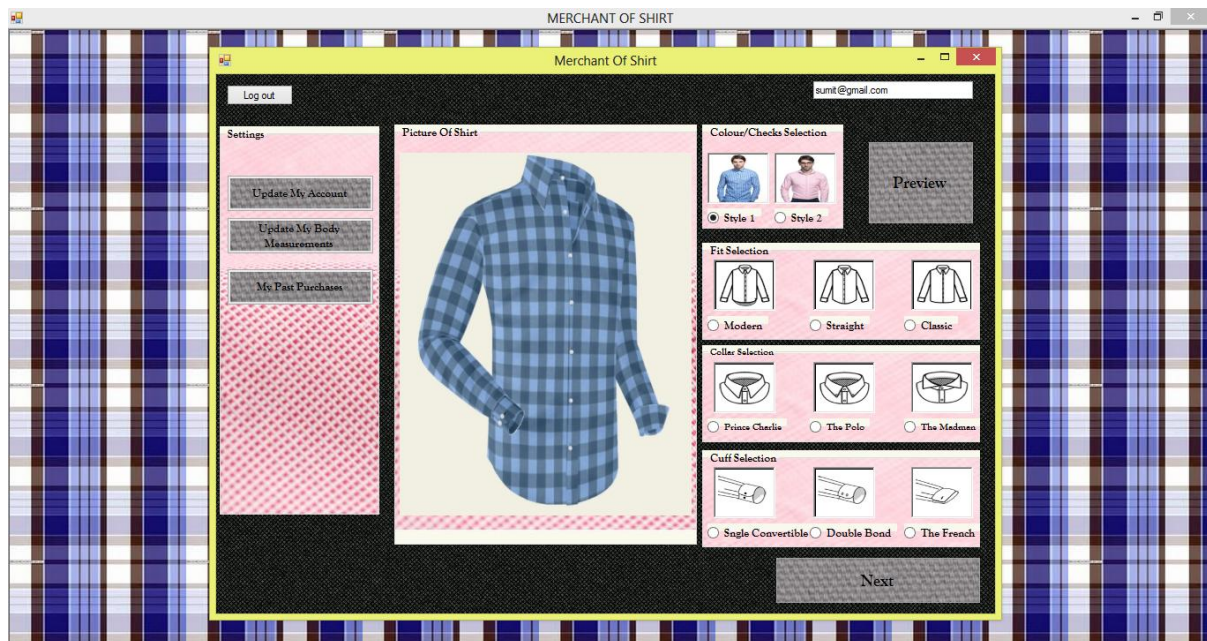 MERCHANT OF SHIRT
Merchant Of Shirt
Log out
sumit@gmail.com
Settings
Update My Account
Update My Body
Measurements
My Past Purchases
Picture Of Shirt
Colour/Checks Selection
Style 1
Style 2
Preview
Fit Selection
Modern
Straight
Classic
Collar Selection
Prince Charlie
The Polo
The Madman
Cuff Selection
Sngle Convertible
Double Bond
The French
Next